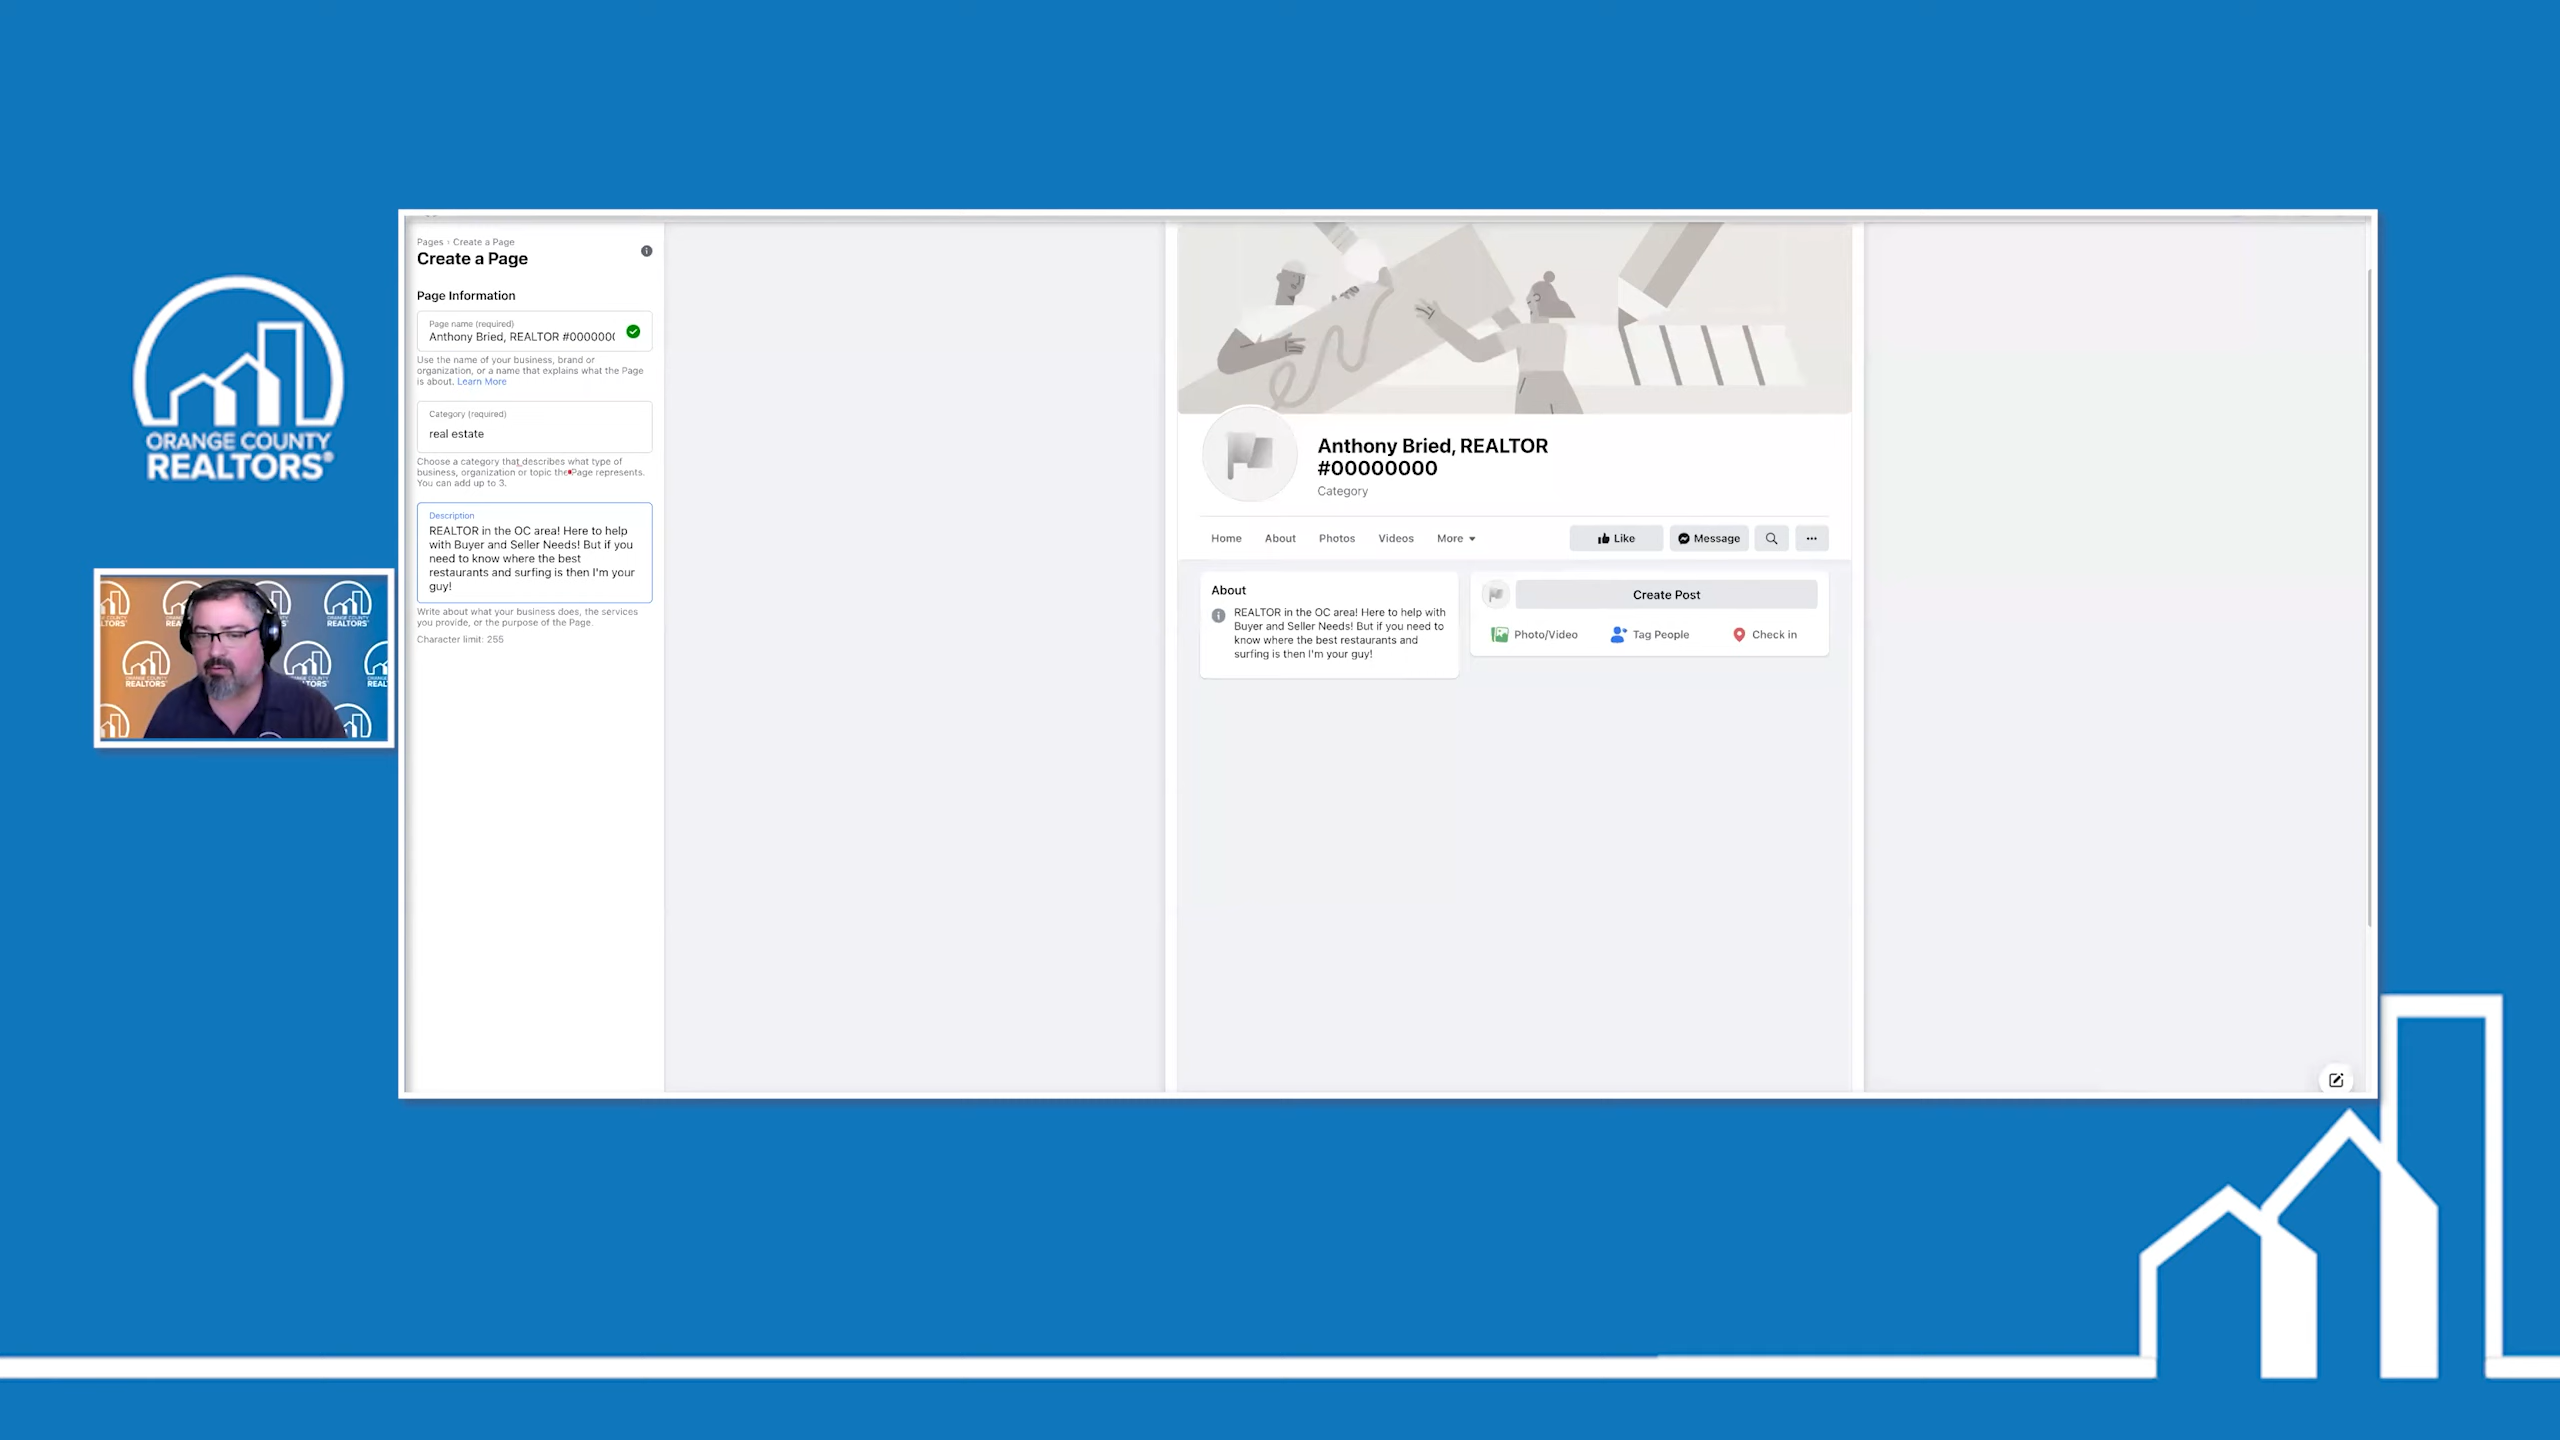 ORANGE COUNTY
REALTORS®
Pages › Create a Page
Create a Page
Page Information
Page name (required)
Anthony Bried, REALTOR #0000000
Use the name of your business, brand or
organization, or a name that explains what the Page
is about. Learn More
Category (required)
real estate
Choose a category that describes what type of
business, organization or topic the Page represents.
You can add up to 3.
Description
REALTOR in the OC area! Here to help
with Buyer and Seller Needs! But if you
need to know where the best
restaurants and surfing is then I'm your
guy!
Write about what your business does, the services
you provide, or the purpose of the Page.
Character limit: 255
Anthony Bried, REALTOR
#00000000
Category
Home About Photos Videos More
Like Message
About
REALTOR in the OC area! Here to help with
Buyer and Seller Needs! But if you need to
know where the best restaurants and
surfing is then I'm your guy!
Create Post
Photo/Video Tag People Check in